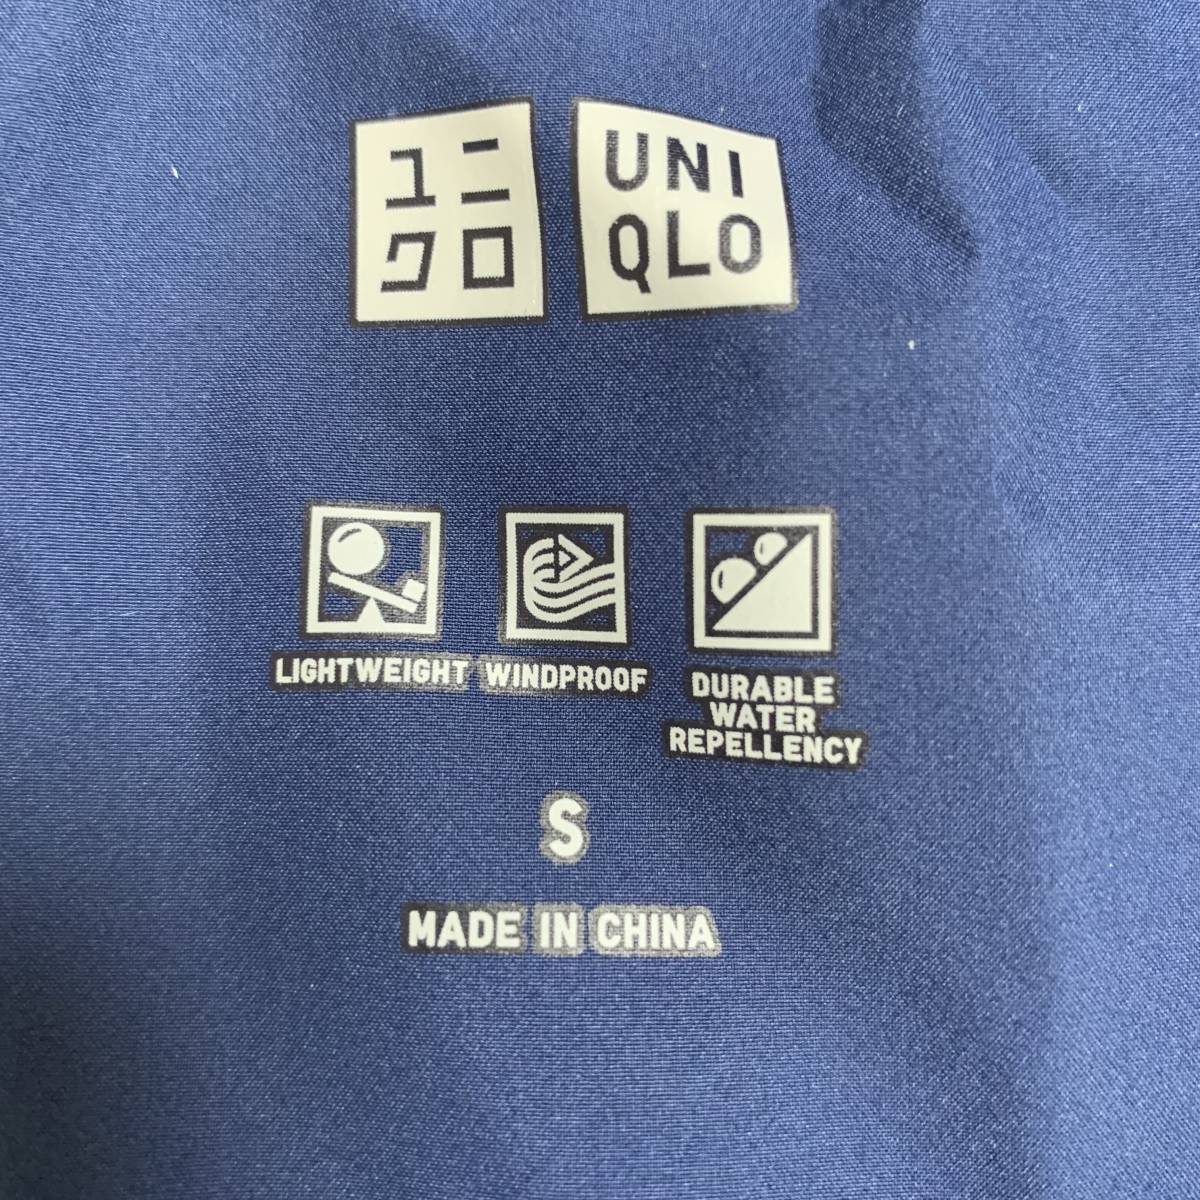 ユニ
クロ
UNI
QLO
LIGHTWEIGHT
WINDPROOF
DURABLE
WATER
REPELLENCY
S
MADE IN CHINA